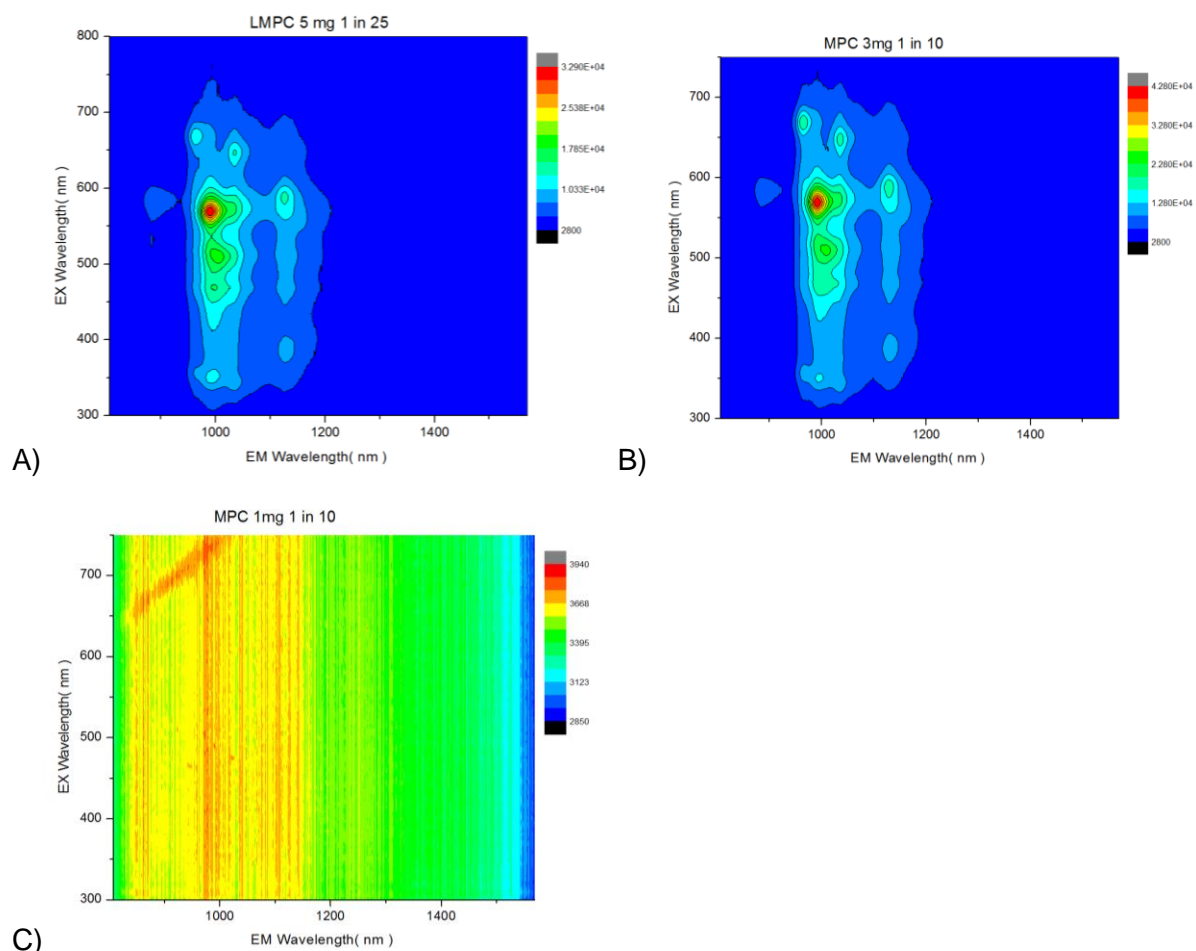 LMPC 5 mg 1 in 25
800
700
600
500
400
300
EX Wavelength( nm )
1000
1200
1400
EM Wavelength( nm )
3.290E+04
2.538E+04
1.785E+04
1.033E+04
2800
A)
MPC 3mg 1 in 10
700
600
500
400
300
EX Wavelength( nm )
1000
1200
1400
EM Wavelength( nm )
4.280E+04
3.280E+04
2.280E+04
1.280E+04
2800
B)
MPC 1mg 1 in 10
700
600
500
400
300
EX Wavelength( nm )
1000
1200
1400
EM Wavelength( nm )
3940
3668
3395
3123
2850
C)